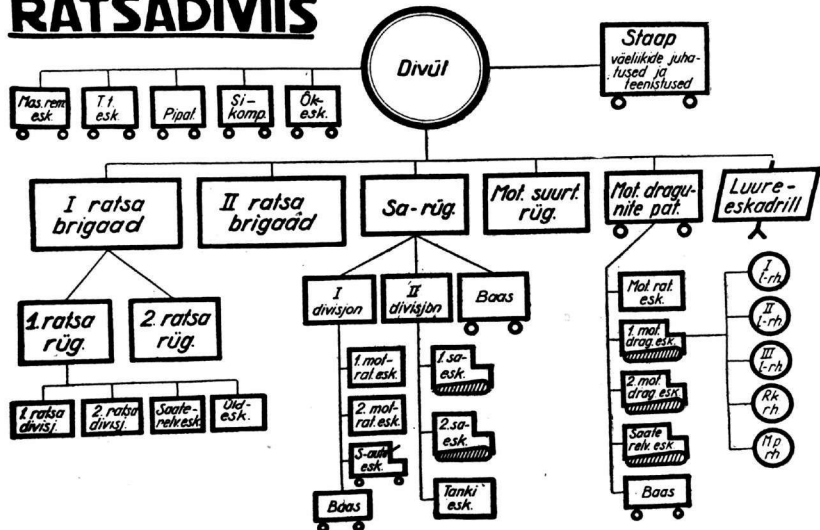 RATSADIVIIS
Divül
Staap
väeliikide juha-
tused ja
teenistused
Mas.rem
esk.
T.t.
esk.
Pipat.
Si-
komp.
Ök-
esk.
I ratsa
brigaad
II ratsa
brigaad
Sa-rüg.
Mot. suurt.
rüg.
Mot. dragu-
nite pat.
Luure-
eskadrill
1. ratsa
rüg.
2. ratsa
rüg.
1. ratsa
divisj.
2. ratsa
divisj.
Saate-
relv.esk.
Üld-
esk.
I
divisjon
II
divisjon
Baas
1. mot-
rat.esk.
2. mot-
rat.esk.
S-auto
esk.
Baas
1. sa-
esk.
2. sa-
esk.
Tanki
esk.
Mot. rat.
esk.
1. mot.
drag.esk.
2. mot.
drag.esk.
Saate
relv. esk.
Baas
I
l-rh.
II
l-rh.
III
l-rh.
Rk
rh
M.p
rh